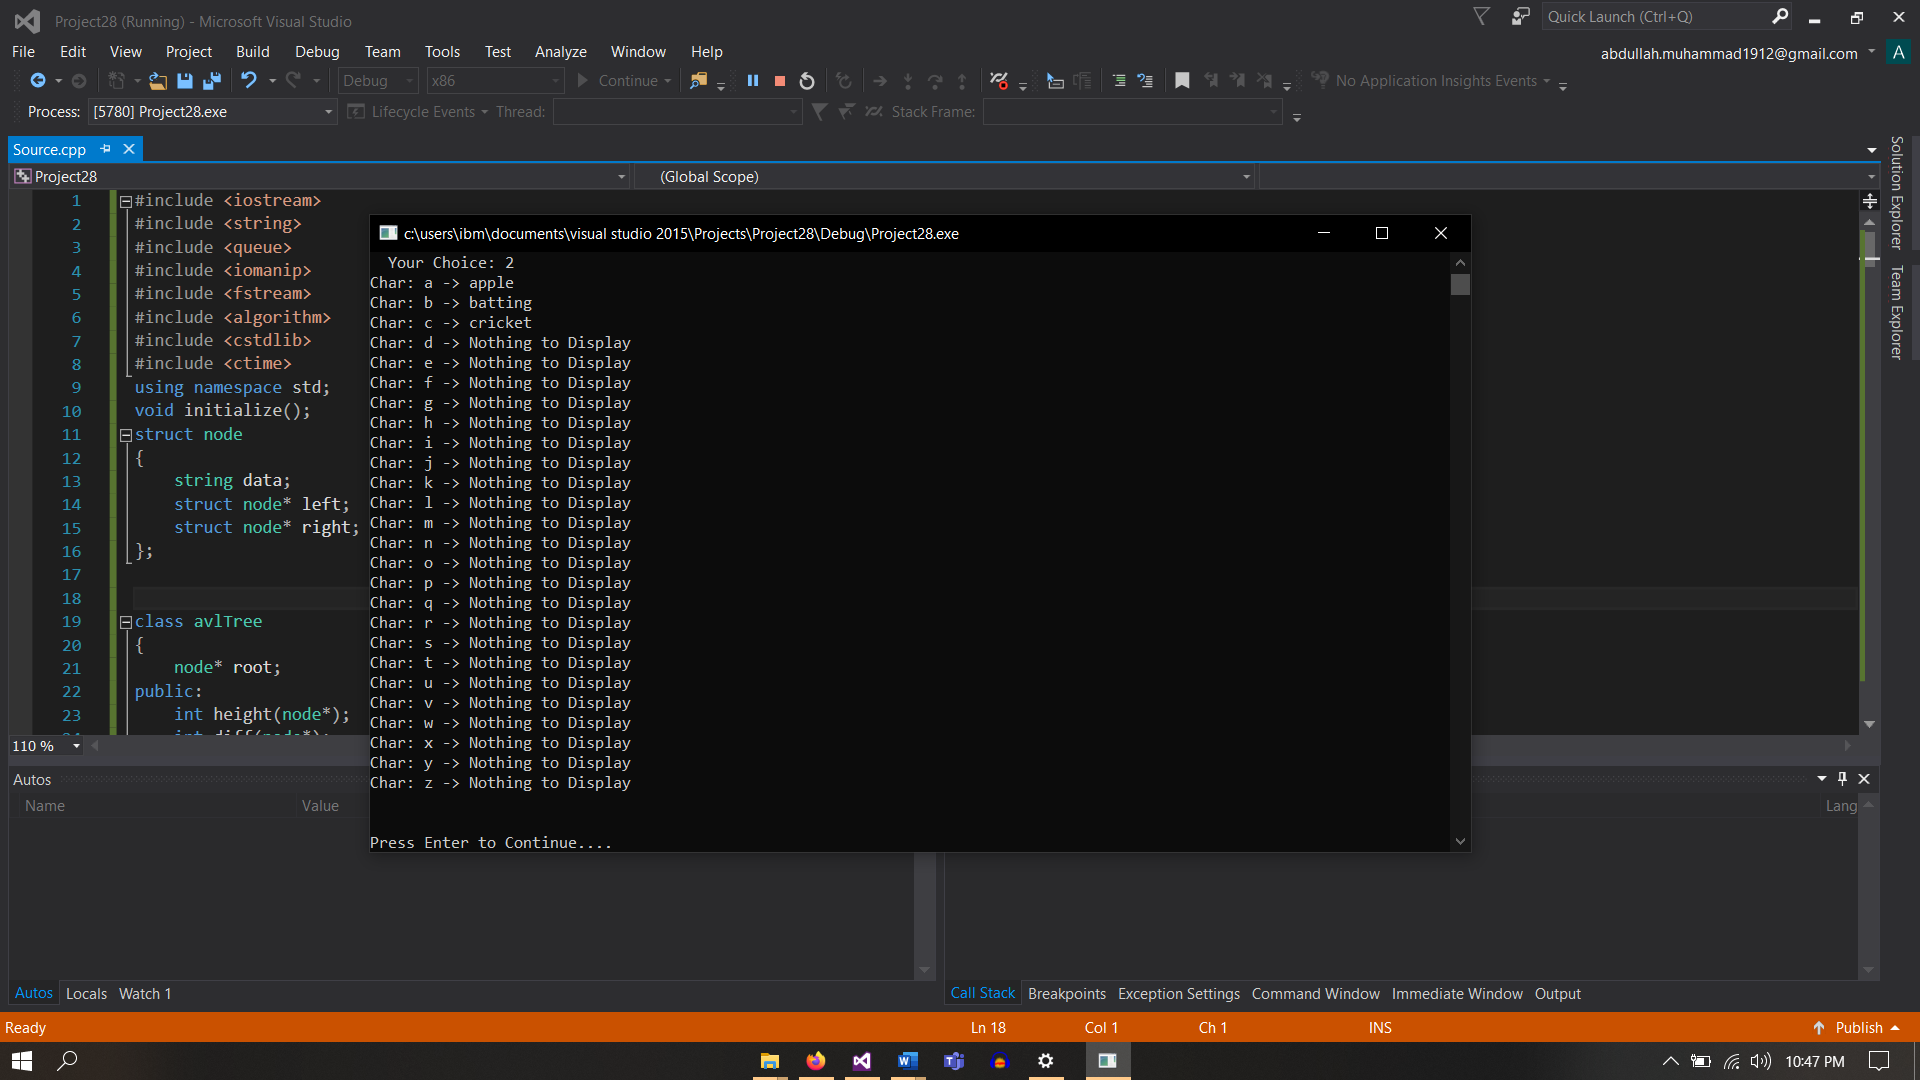 Project28 (Running) - Microsoft Visual Studio
Quick Launch (Ctrl+Q)
File Edit View Project Build Debug Team Tools Test Analyze Window Help
abdullah.muhammad1912@gmail.com A
Debug x86 Continue No Application Insights Events
Process: [5780] Project28.exe Lifecycle Events Thread: Stack Frame:
Source.cpp
Project28 (Global Scope)
Solution Explorer
Team Explorer
1 #include <iostream>
2 #include <string>
3 #include <queue>
4 #include <iomanip>
5 #include <fstream>
6 #include <algorithm>
7 #include <cstdlib>
8 #include <ctime>
9 using namespace std;
10 void initialize();
11 struct node
12 {
13 string data;
14 struct node* left;
15 struct node* right;
16 };
17
18
19 class avlTree
20 {
21 node* root;
22 public:
23 int height(node*);
c:\users\ibm\documents\visual studio 2015\Projects\Project28\Debug\Project28.exe
Your Choice: 2
Char: a -> apple
Char: b -> batting
Char: c -> cricket
Char: d -> Nothing to Display
Char: e -> Nothing to Display
Char: f -> Nothing to Display
Char: g -> Nothing to Display
Char: h -> Nothing to Display
Char: i -> Nothing to Display
Char: j -> Nothing to Display
Char: k -> Nothing to Display
Char: l -> Nothing to Display
Char: m -> Nothing to Display
Char: n -> Nothing to Display
Char: o -> Nothing to Display
Char: p -> Nothing to Display
Char: q -> Nothing to Display
Char: r -> Nothing to Display
Char: s -> Nothing to Display
Char: t -> Nothing to Display
Char: u -> Nothing to Display
Char: v -> Nothing to Display
Char: w -> Nothing to Display
Char: x -> Nothing to Display
Char: y -> Nothing to Display
Char: z -> Nothing to Display
Press Enter to Continue....
110 %
Autos
Name Value
Lang
Autos Locals Watch 1
Call Stack Breakpoints Exception Settings Command Window Immediate Window Output
Ready Ln 18 Col 1 Ch 1 INS Publish
10:47 PM